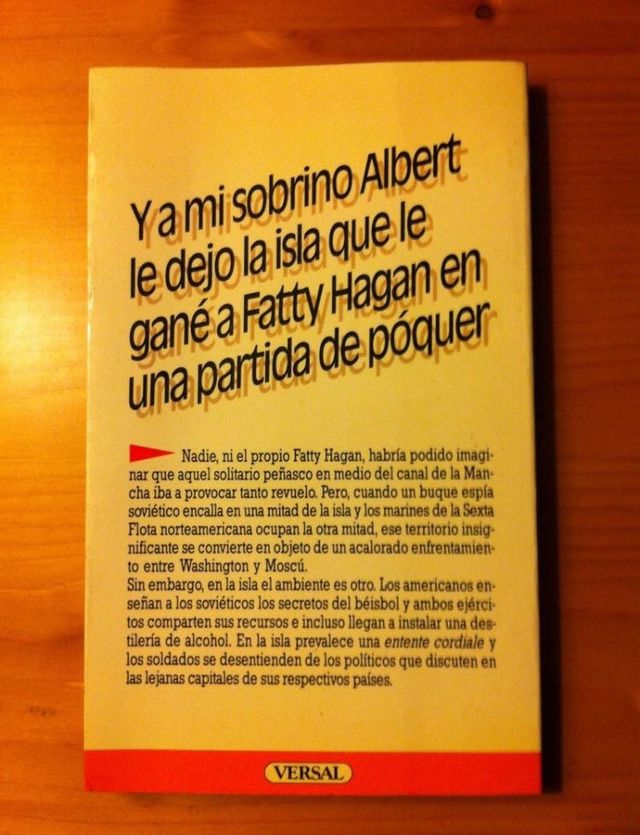 Y a mi sobrino Albert
le dejo la isla que le
gané a Fatty Hagan en
una partida de póquer
Nadie, ni el propio Fatty Hagan, habría podido imagi-
nar que aquel solitario peñasco en medio del canal de la Man-
cha iba a provocar tanto revuelo. Pero, cuando un buque espía
soviético encalla en una mitad de la isla y los marines de la Sexta
Flota norteamericana ocupan la otra mitad, ese territorio insig-
nificante se convierte en objeto de un acalorado enfrentamien-
to entre Washington y Moscú.
Sin embargo, en la isla el ambiente es otro. Los americanos en-
señan a los soviéticos los secretos del béisbol y ambos ejérci-
tos comparten sus recursos e incluso llegan a instalar una des-
tilería de alcohol. En la isla prevalece una entente cordiale y
los soldados se desentienden de los políticos que discuten en
las lejanas capitales de sus respectivos países.
VERSAL